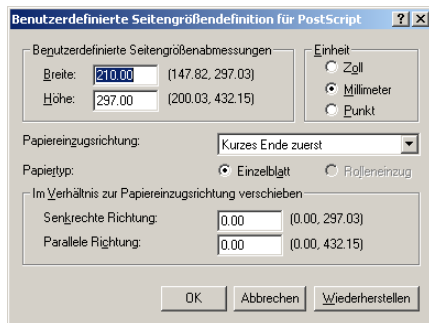 Benutzerdefinierte Seitengrößendefinition für PostScript
Benutzerdefinierte Seitengrößenabmessungen
Breite: 210.00 (147.82, 297.03)
Höhe: 297.00 (200.03, 432.15)
Einheit
Zoll
Millimeter
Punkt
Papiereinzugsrichtung: Kurzes Ende zuerst
Papiertyp: Einzelblatt Rolleneinzug
Im Verhältnis zur Papiereinzugsrichtung verschieben
Senkrechte Richtung: 0.00 (0.00, 297.03)
Parallele Richtung: 0.00 (0.00, 432.15)
OK Abbrechen Wiederherstellen